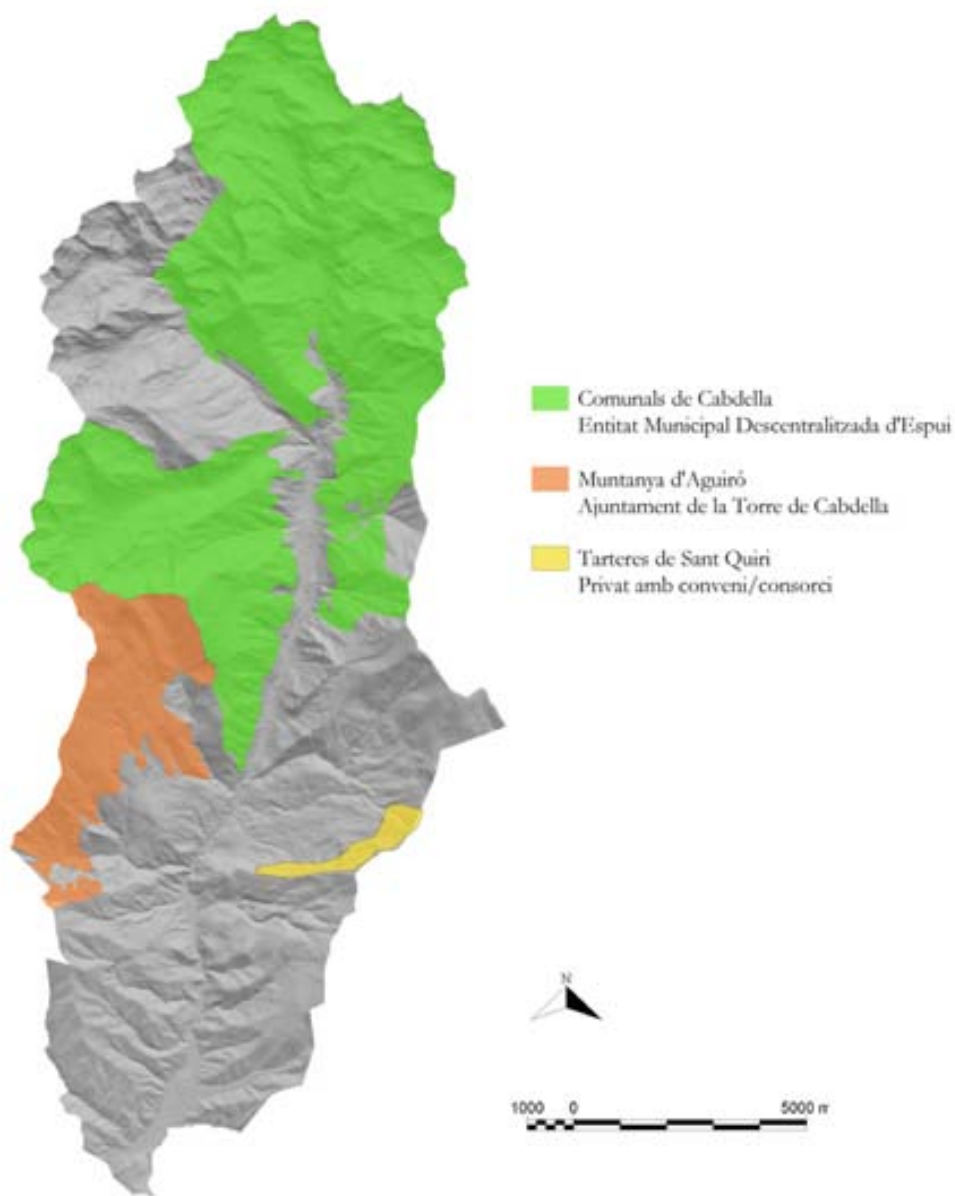 Comunals de Cabdella
Entitat Municipal Descentralitzada d'Espui
Muntanya d'Aguiró
Ajuntament de la Torre de Cabdella
Tarteres de Sant Quiri
Privat amb conveni/consorci
N
1000 0 5000 m